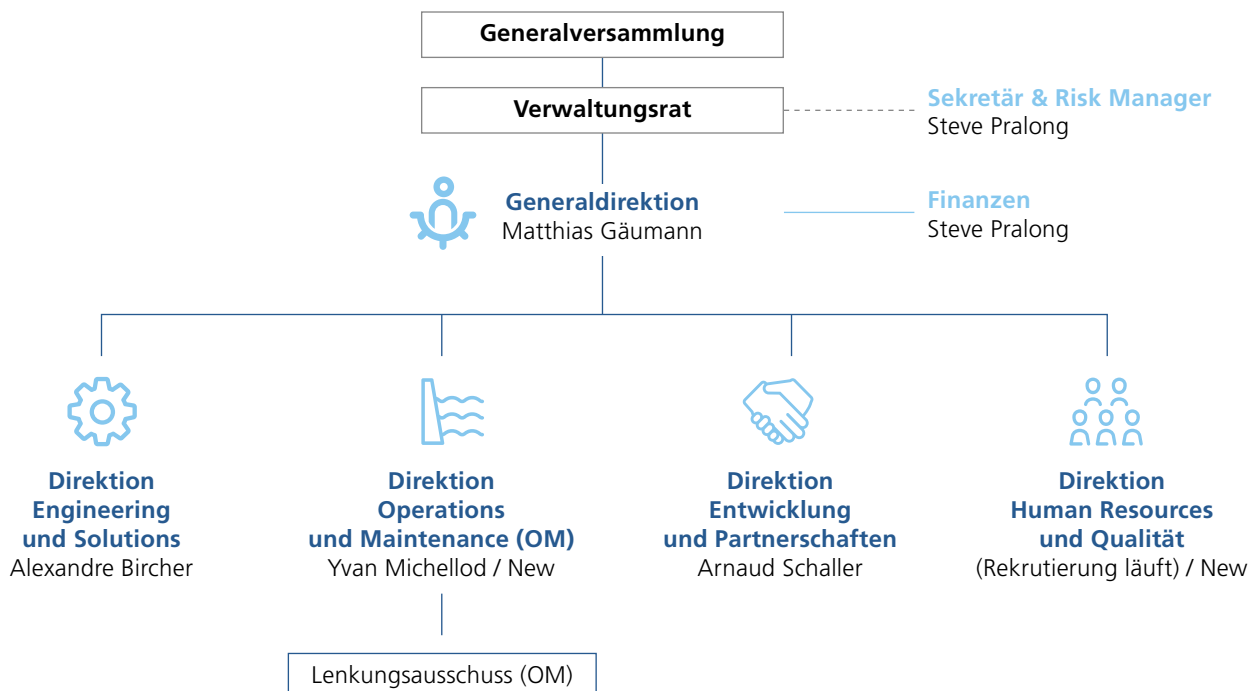 Generalversammlung
Verwaltungsrat
Sekretär & Risk Manager
Steve Pralong
Generaldirektion
Matthias Gäumann
Finanzen
Steve Pralong
Direktion
Engineering
und Solutions
Alexandre Bircher
Direktion
Operations
und Maintenance (OM)
Yvan Michellod / New
Direktion
Entwicklung
und Partnerschaften
Arnaud Schaller
Direktion
Human Resources
und Qualität
(Rekrutierung läuft) / New
Lenkungsausschuss (OM)